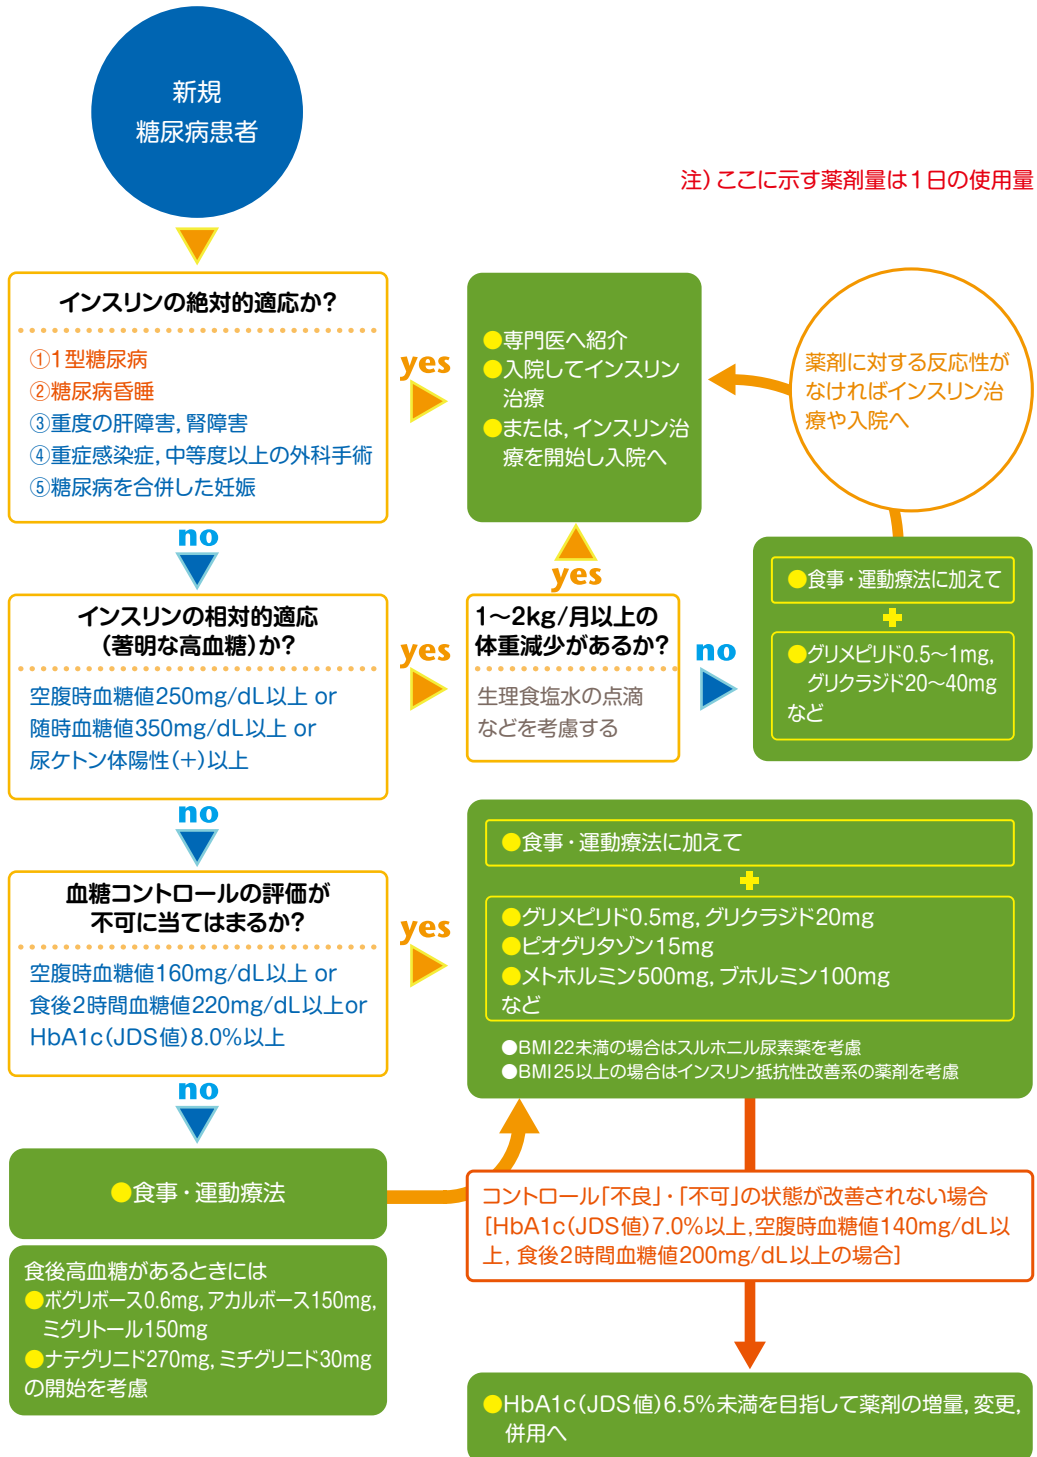 新規
糖尿病患者
注）ここに示す薬剤量は1日の使用量
インスリンの絶対的適応か？
①1型糖尿病
②糖尿病昏睡
③重度の肝障害，腎障害
④重症感染症，中等度以上の外科手術
⑤糖尿病を合併した妊娠
yes
●専門医へ紹介
●入院してインスリン
治療
●または，インスリン治
療を開始し入院へ
薬剤に対する反応性が
なければインスリン治
療や入院へ
no
yes
インスリンの相対的適応
（著明な高血糖）か？
空腹時血糖値250mg/dL以上 or
随時血糖値350mg/dL以上 or
尿ケトン体陽性（+）以上
yes
1～2kg/月以上の
体重減少があるか？
生理食塩水の点滴
などを考慮する
no
●食事・運動療法に加えて
+
●グリメピリド0.5～1mg，
グリクラジド20～40mg
など
no
血糖コントロールの評価が
不可に当てはまるか？
空腹時血糖値160mg/dL以上 or
食後2時間血糖値220mg/dL以上or
HbA1c（JDS値）8.0%以上
yes
●食事・運動療法に加えて
+
●グリメピリド0.5mg，グリクラジド20mg
●ピオグリタゾン15mg
●メトホルミン500mg，ブホルミン100mg
など
●BMI22未満の場合はスルホニル尿素薬を考慮
●BMI25以上の場合はインスリン抵抗性改善系の薬剤を考慮
no
●食事・運動療法
食後高血糖があるときには
●ボグリボース0.6mg，アカルボース150mg，
ミグリトール150mg
●ナテグリニド270mg，ミチグリニド30mg
の開始を考慮
コントロール「不良」・「不可」の状態が改善されない場合
［HbA1c（JDS値）7.0%以上，空腹時血糖値140mg/dL以
上，食後2時間血糖値200mg/dL以上の場合］
●HbA1c（JDS値）6.5%未満を目指して薬剤の増量，変更，
併用へ